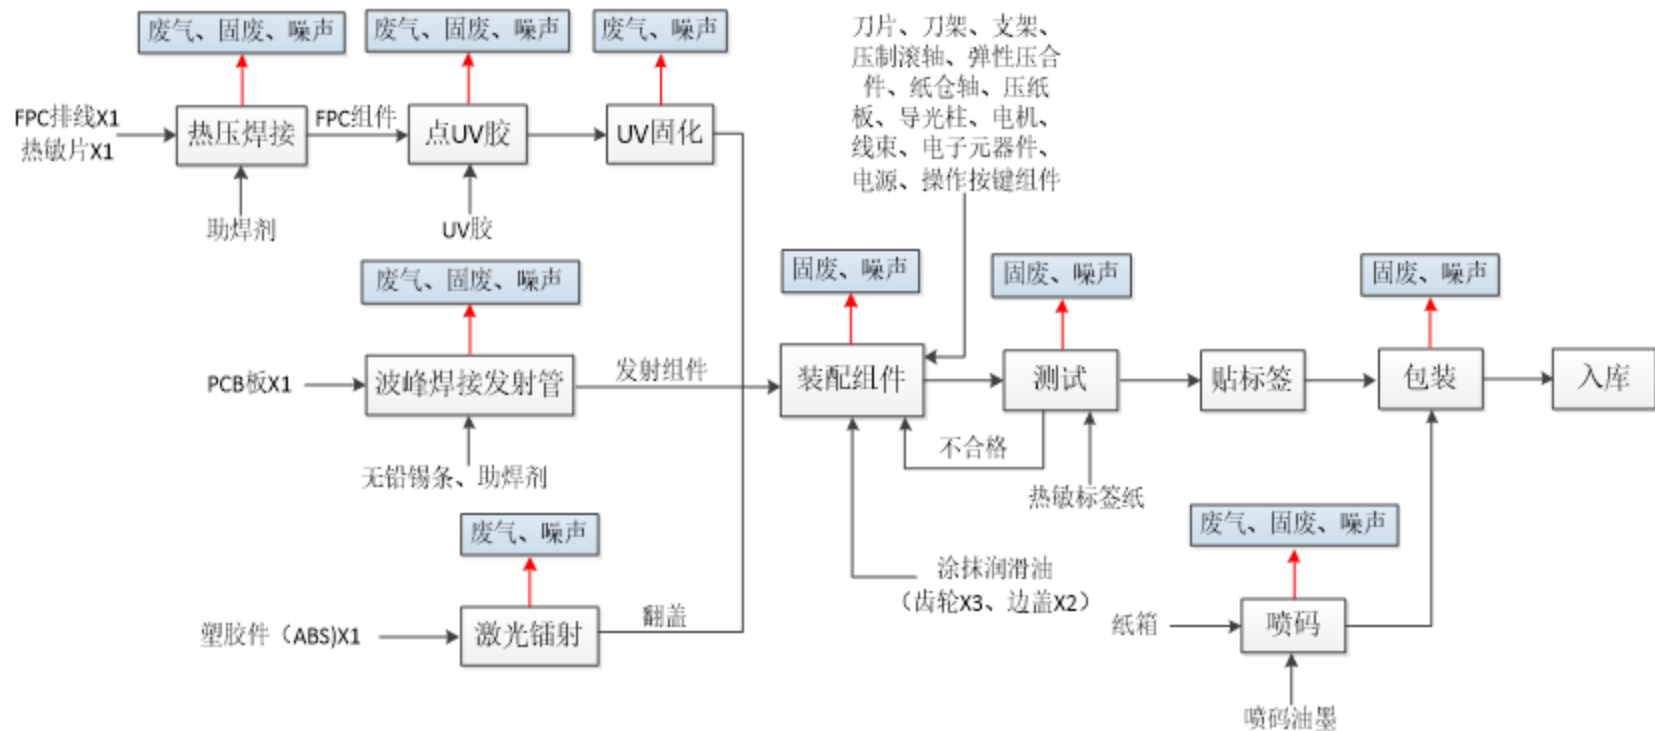 废气、固废、噪声
废气、固废、噪声
废气、噪声
刀片、刀架、支架、
压制滚轴、弹性压合
件、纸仓轴、压纸
板、导光柱、电机、
线束、电子元器件、
电源、操作按键组件
FPC排线X1
热敏片X1
热压焊接
FPC组件
点UV胶
UV固化
助焊剂
UV胶
废气、固废、噪声
固废、噪声
固废、噪声
固废、噪声
PCB板X1
波峰焊接发射管
发射组件
装配组件
测试
贴标签
包装
入库
不合格
无铅锡条、助焊剂
热敏标签纸
废气、噪声
废气、固废、噪声
涂抹润滑油
（齿轮X3、边盖X2）
塑胶件（ABS)X1
激光镭射
翻盖
纸箱
喷码
喷码油墨